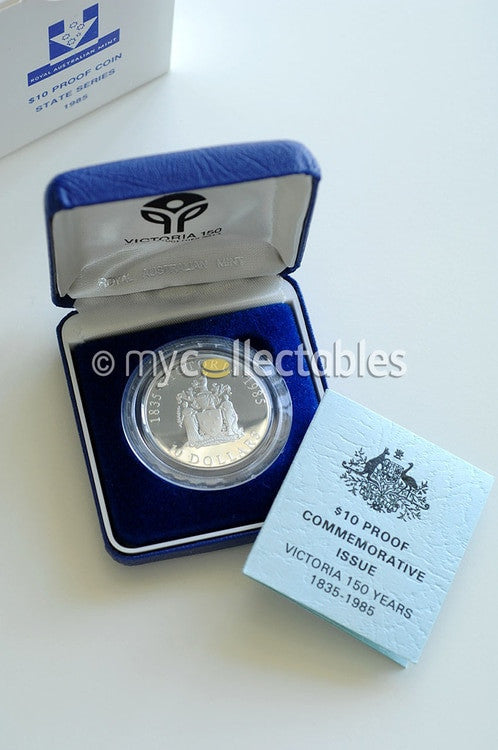 ROYAL AUSTRALIAN MINT
$10 PROOF COIN
STATE SERIES
1985
VICTORIA 150
ROYAL AUSTRALIAN MINT
© mycollectables
1835
1985
DOLLARS
$10 PROOF
COMMEMORATIVE
ISSUE
VICTORIA 150 YEARS
1835-1985